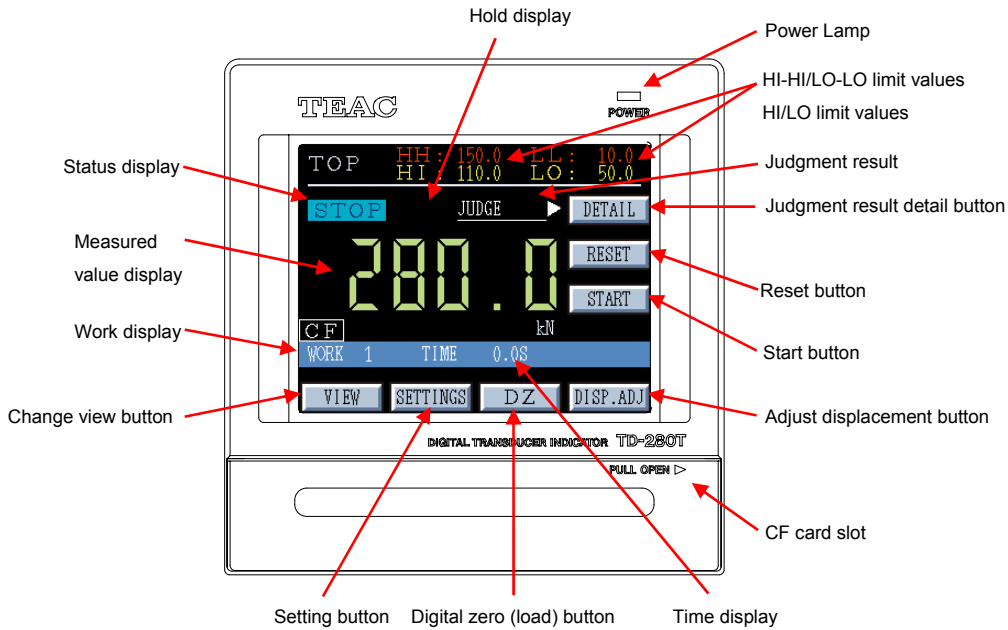 Hold display
Power Lamp
HI-HI/LO-LO limit values
HI/LO limit values
TEAC
POWER
TOP HH: 150.0 LL: 10.0
HI: 110.0 LO: 50.0
Status display
Judgment result
STOP JUDGE DETAIL
Judgment result detail button
Measured
value display
280.0
RESET
Reset button
START
CF kN
Work display
Start button
WORK 1 TIME 0.0S
VIEW SETTINGS DZ DISP.ADJ
Change view button
Adjust displacement button
DIGITAL TRANSDUCER INDICATOR TD-280T
PULL OPEN
CF card slot
Setting button
Digital zero (load) button
Time display